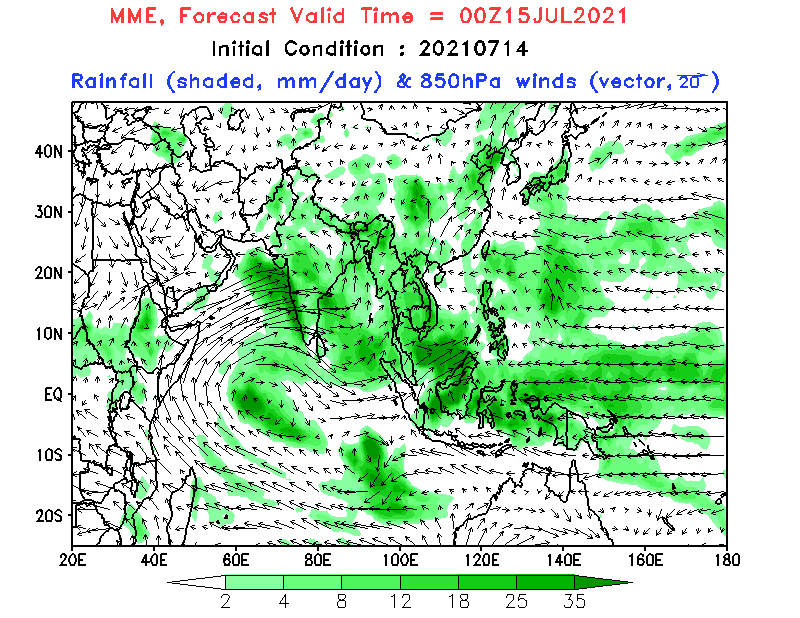 MME, Forecast Valid Time = 00Z15JUL2021
Initial Condition : 20210714
Rainfall (shaded, mm/day) & 850hPa winds (vector, 20 )
40N
30N
20N
10N
EQ
10S
20S
20E 40E 60E 80E 100E 120E 140E 160E 180
2 4 8 12 18 25 35